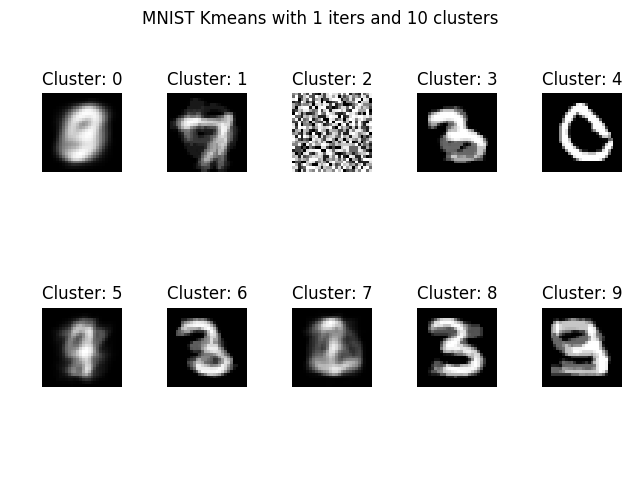 MNIST Kmeans with 1 iters and 10 clusters
Cluster: 0 Cluster: 1 Cluster: 2 Cluster: 3 Cluster: 4
Cluster: 5 Cluster: 6 Cluster: 7 Cluster: 8 Cluster: 9